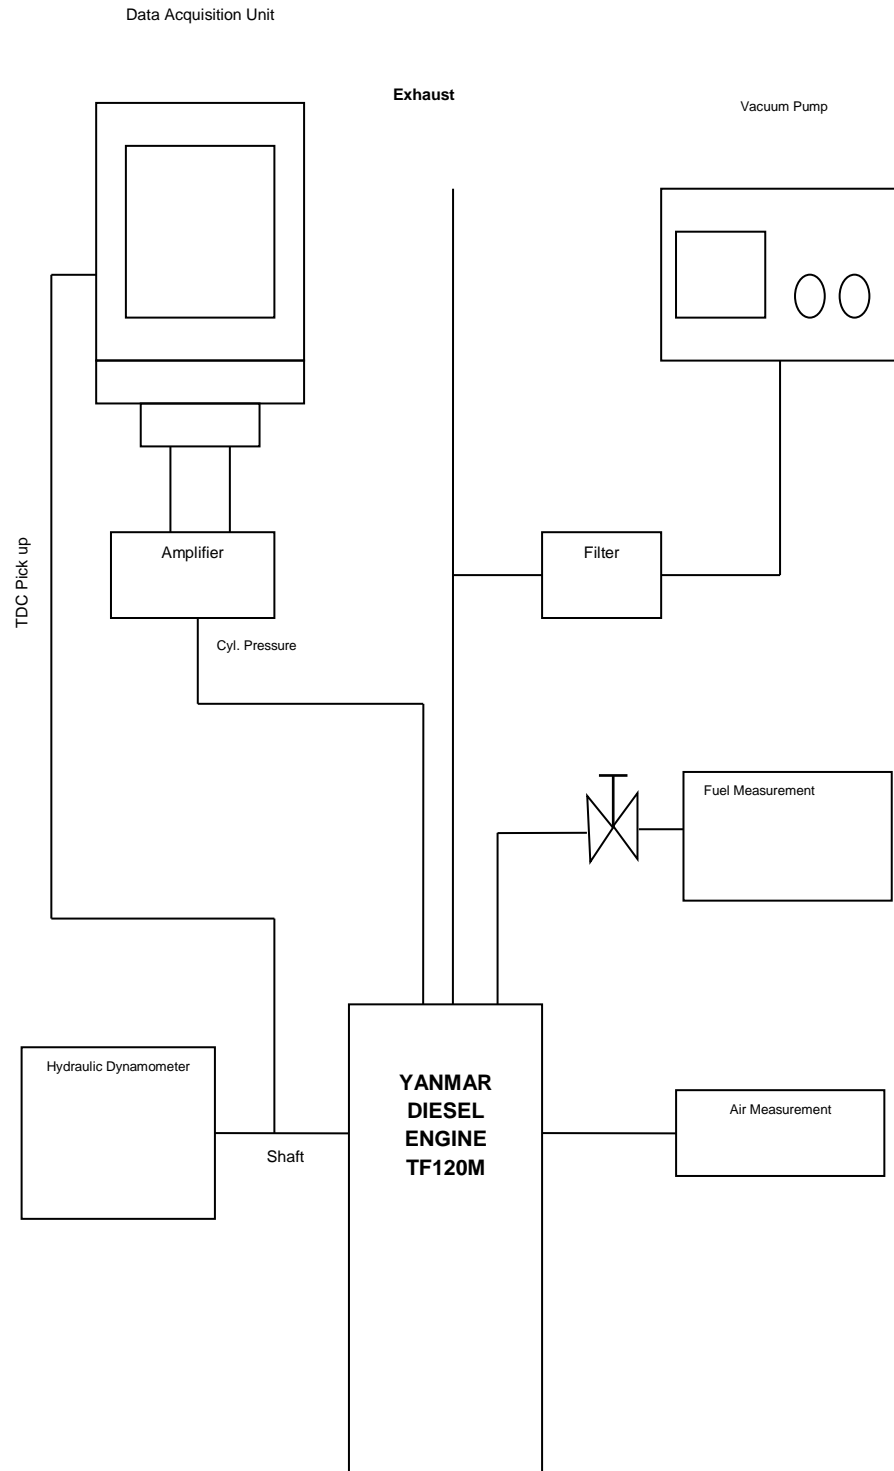 Data Acquisition Unit
Exhaust
Vacuum Pump
TDC Pick up
Amplifier
Filter
Cyl. Pressure
Fuel Measurement
Hydraulic Dynamometer
YANMAR
DIESEL
ENGINE
TF120M
Air Measurement
Shaft